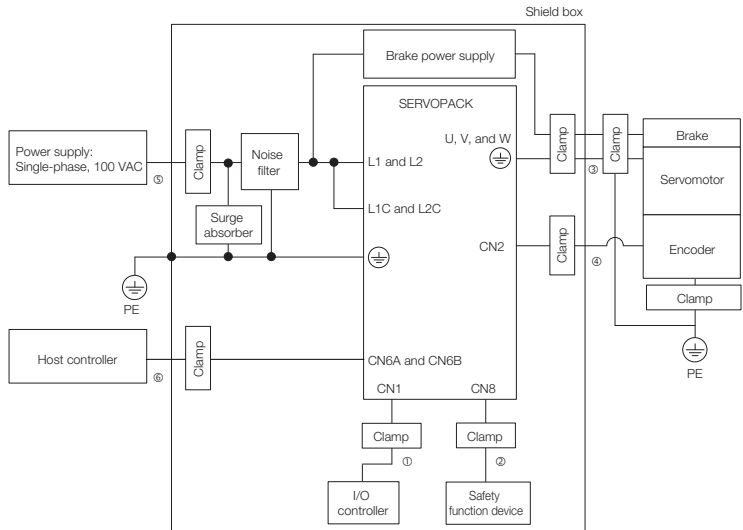 Shield box
Brake power supply
SERVOPACK
U, V, and W
Clamp
Clamp
Brake
Power supply:
Single-phase, 100 VAC
⑤
Clamp
Noise
filter
L1 and L2
③
Servomotor
L1C and L2C
Surge
absorber
CN2
Clamp
④
Encoder
PE
Clamp
Host controller
⑥
Clamp
CN6A and CN6B
PE
CN1
CN8
Clamp
Clamp
①
②
I/O
controller
Safety
function device